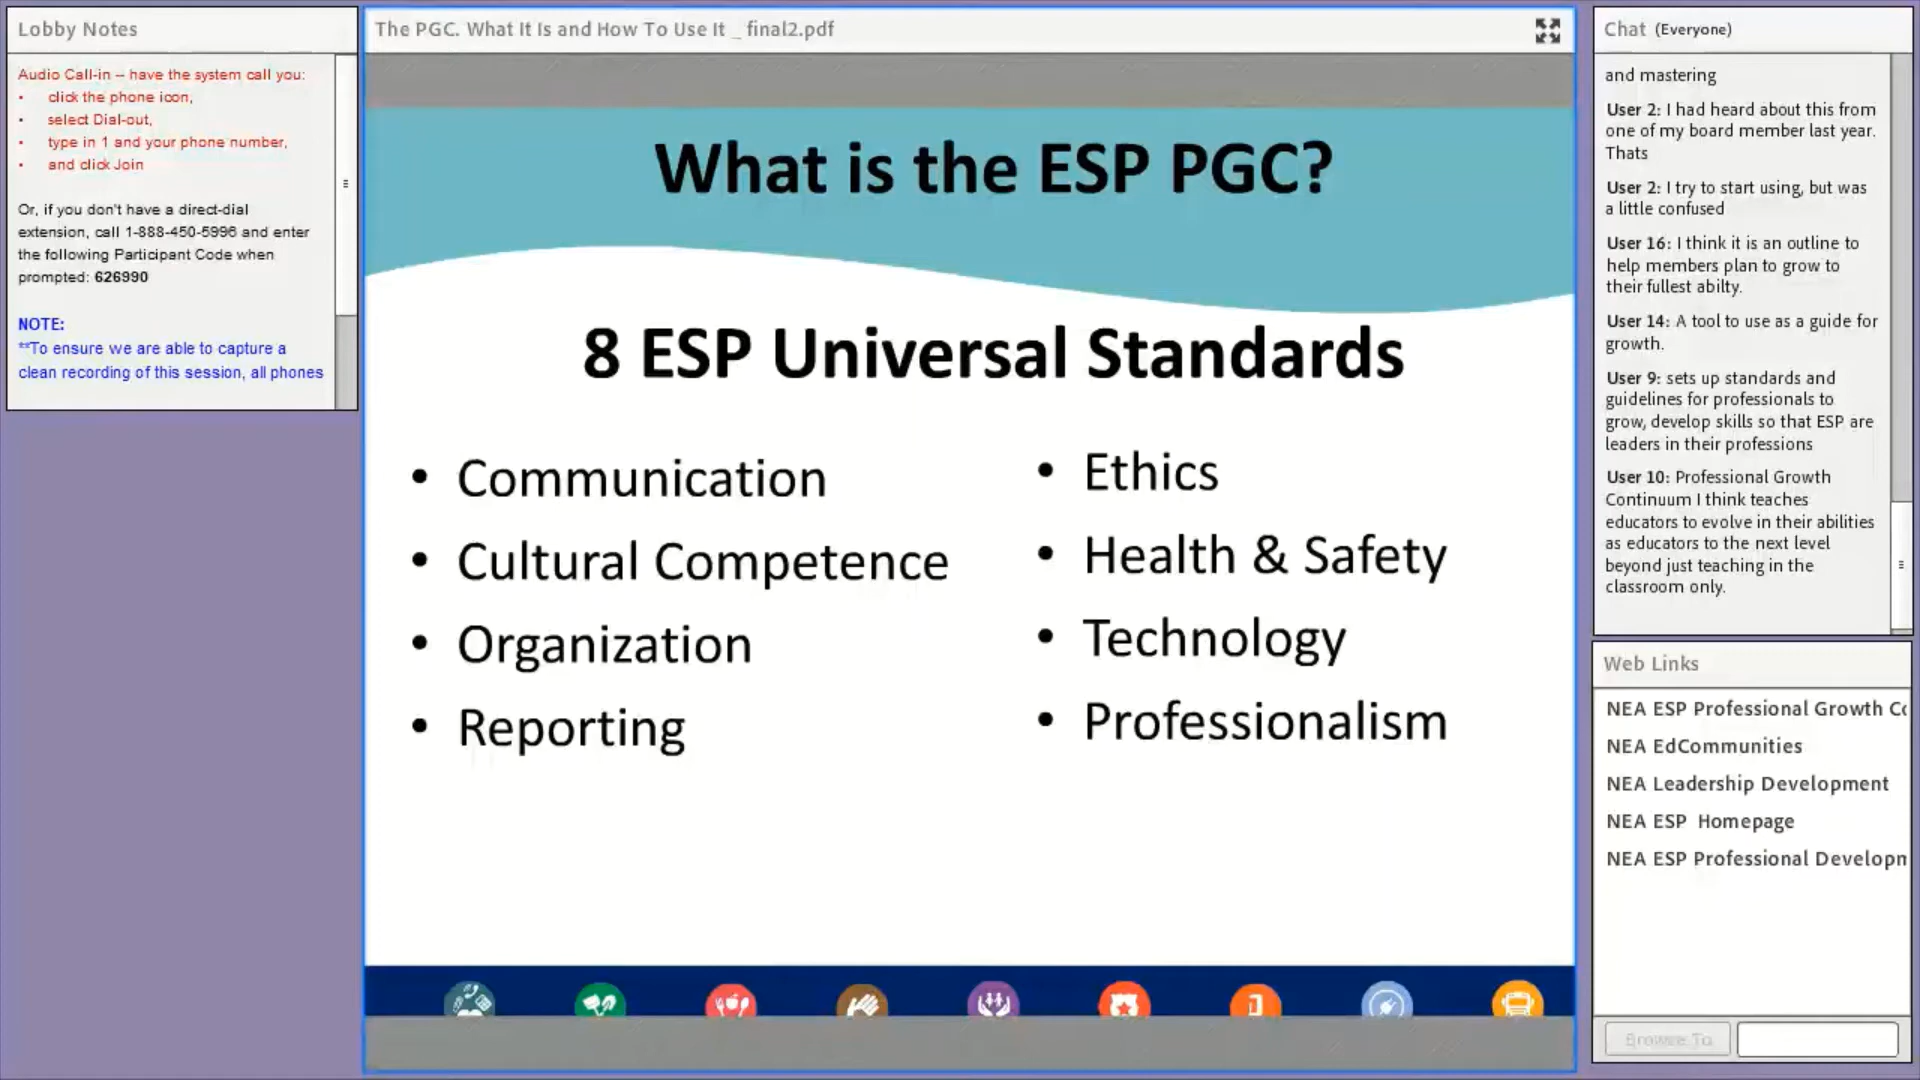 Lobby Notes
Audio Call-in – have the system call you:
• click the phone icon,
• select Dial-out,
• type in 1 and your phone number,
• and click Join
Or, if you don't have a direct-dial
extension, call 1-888-450-5996 and enter
the following Participant Code when
prompted: 626990
NOTE:
**To ensure we are able to capture a
clean recording of this session, all phones
The PGC. What It Is and How To Use It _ final2.pdf
What is the ESP PGC?
8 ESP Universal Standards
• Communication
• Cultural Competence
• Organization
• Reporting
• Ethics
• Health & Safety
• Technology
• Professionalism
Chat (Everyone)
and mastering
User 2: I had heard about this from
one of my board member last year.
Thats
User 2: I try to start using, but was
a little confused
User 16: I think it is an outline to
help members plan to grow to
their fullest abilty.
User 14: A tool to use as a guide for
growth.
User 9: sets up standards and
guidelines for professionals to
grow, develop skills so that ESP are
leaders in their professions
User 10: Professional Growth
Continuum I think teaches
educators to evolve in their abilities
as educators to the next level
beyond just teaching in the
classroom only.
Web Links
NEA ESP Professional Growth Co
NEA EdCommunities
NEA Leadership Development
NEA ESP Homepage
NEA ESP Professional Developm
Browse To